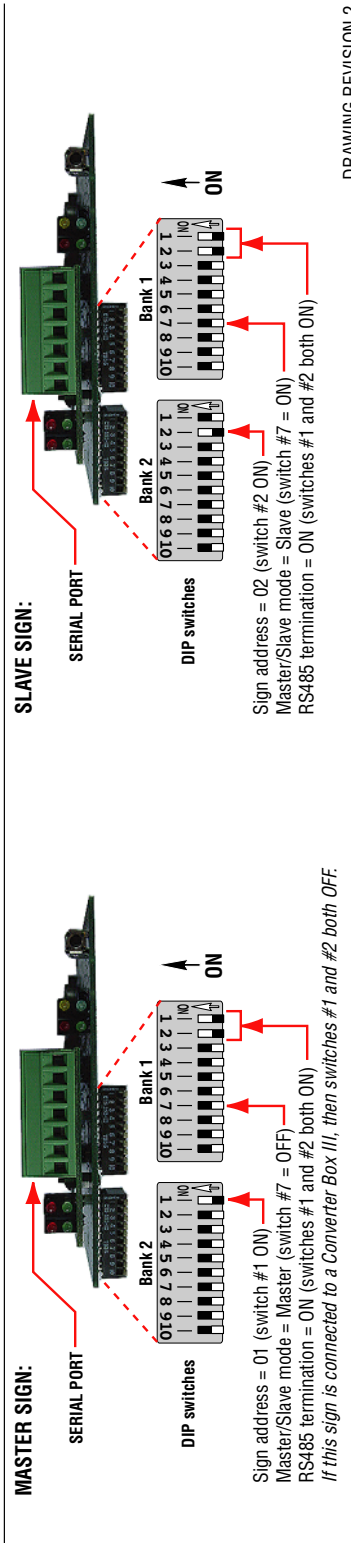 MASTER SIGN:
SERIAL PORT
Bank 2
Bank 1
ON
1 2 3 4 5 6 7 8 9 10
ON
1 2 3 4 5 6 7 8 9 10
DIP switches
ON
Sign address = 01 (switch #1 ON)
Master/Slave mode = Master (switch #7 = OFF)
RS485 termination = ON (switches #1 and #2 both ON)
If this sign is connected to a Converter Box III, then switches #1 and #2 both OFF.
SLAVE SIGN:
SERIAL PORT
Bank 2
Bank 1
ON
1 2 3 4 5 6 7 8 9 10
ON
1 2 3 4 5 6 7 8 9 10
DIP switches
ON
Sign address = 02 (switch #2 ON)
Master/Slave mode = Slave (switch #7 = ON)
RS485 termination = ON (switches #1 and #2 both ON)
DRAWING REVISION 2